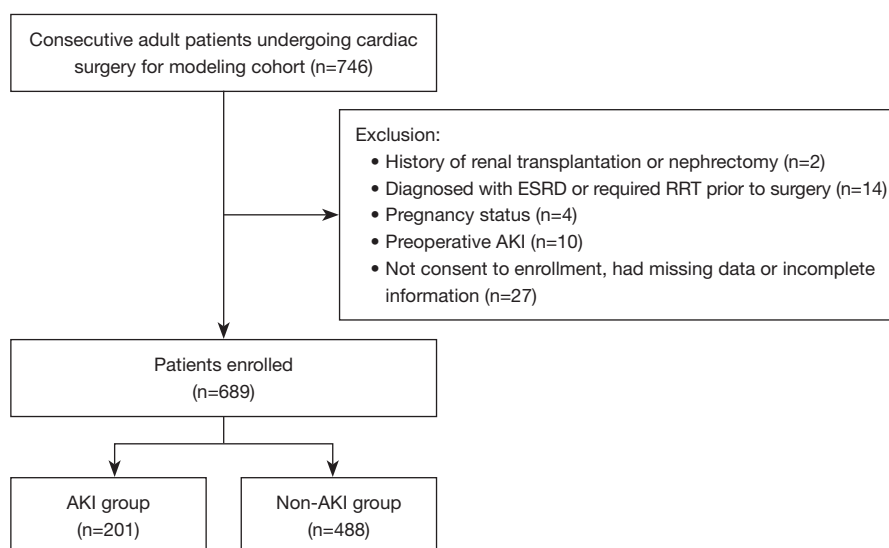 Consecutive adult patients undergoing cardiac
surgery for modeling cohort (n=746)
Exclusion:
• History of renal transplantation or nephrectomy (n=2)
• Diagnosed with ESRD or required RRT prior to surgery (n=14)
• Pregnancy status (n=4)
• Preoperative AKI (n=10)
• Not consent to enrollment, had missing data or incomplete
information (n=27)
Patients enrolled
(n=689)
AKI group
(n=201)
Non-AKI group
(n=488)